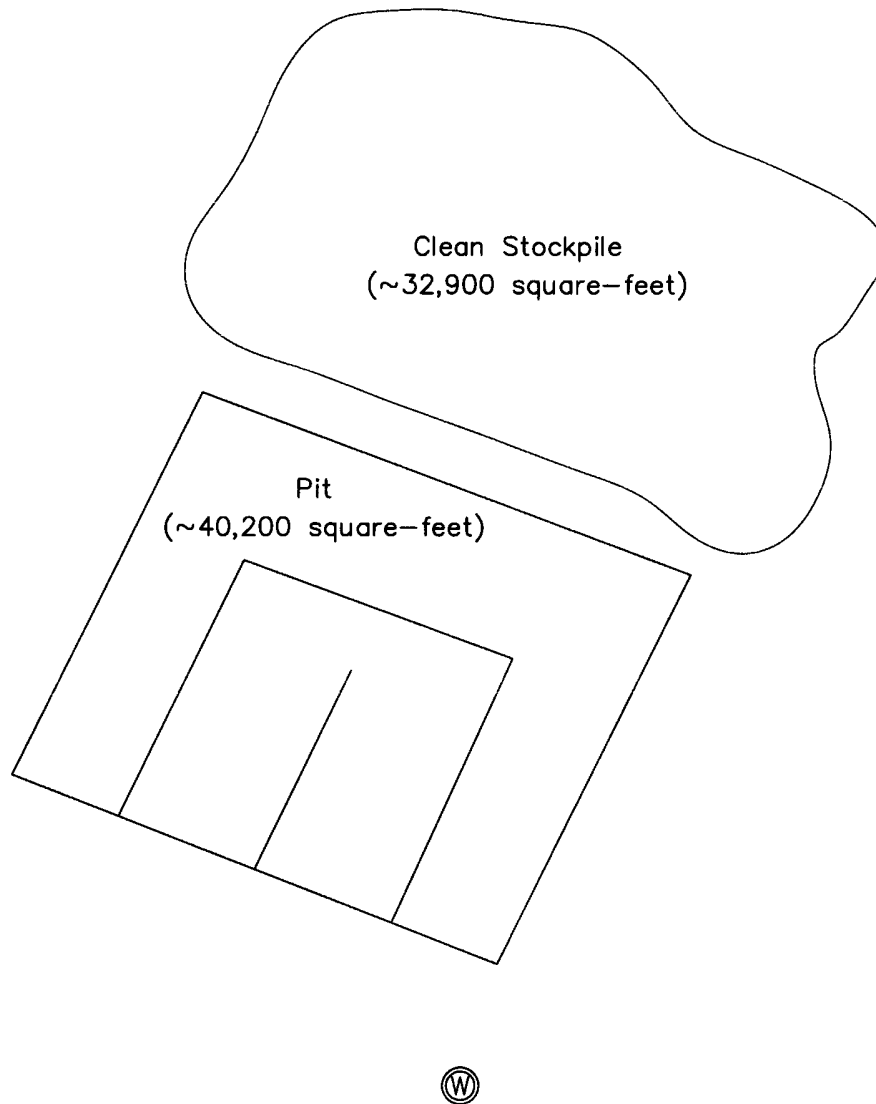 Clean Stockpile
(~32,900 square-feet)
Pit
(~40,200 square-feet)
W